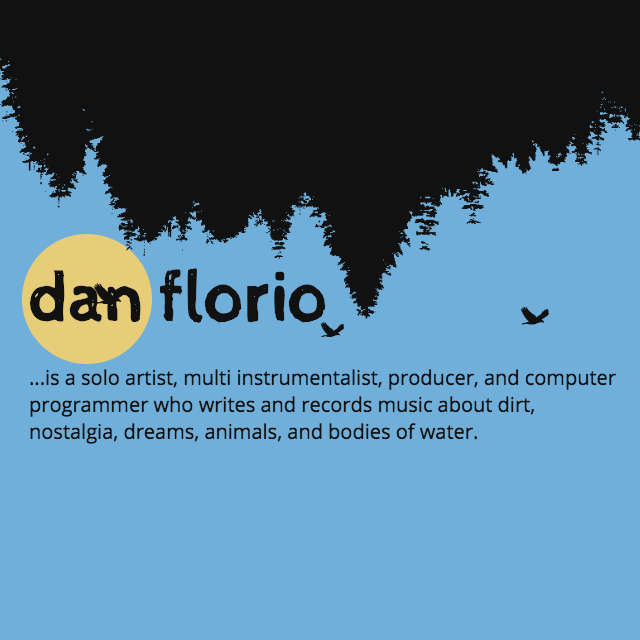 dan florio
...is a solo artist, multi instrumentalist, producer, and computer
programmer who writes and records music about dirt,
nostalgia, dreams, animals, and bodies of water.